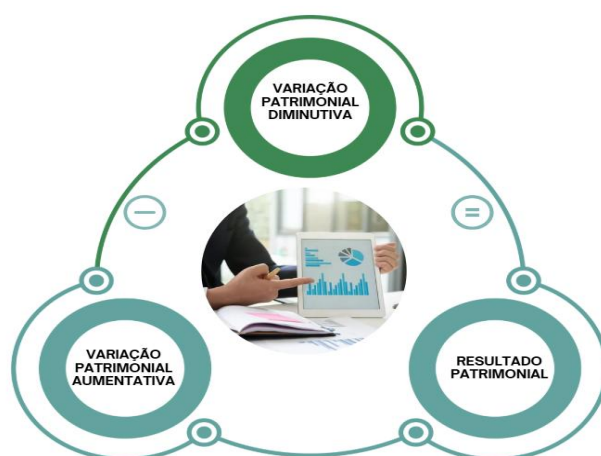 VARIAÇÃO
PATRIMONIAL
DIMINUTIVA
—
=
VARIAÇÃO
PATRIMONIAL
AUMENTATIVA
RESULTADO
PATRIMONIAL